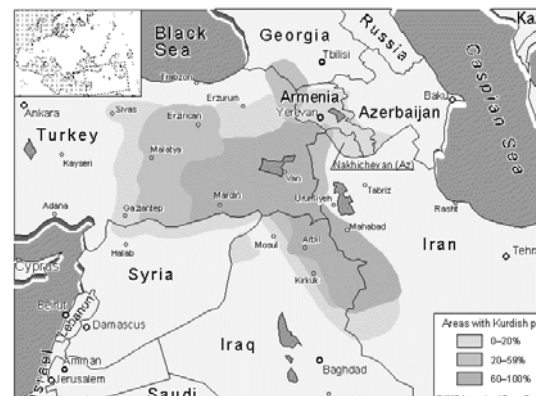 Black
Sea
Georgia
Russia
Caspian Sea
Tbilisi
Trabzon
Ankara
Sivas
Erzurum
Erzincan
Armenia
Yerevan
Azerbaijan
Baku
Turkey
Kayseri
Malatya
Nakhichevan (Az)
Van
Tabriz
Mardin
Urumiyeh
Rasht
Adana
Gaziantep
Mahabad
Iran
Halab
Mosul
Arbil
Kirkuk
Cyprus
Syria
Beirut
Lebanon
Damascus
Iraq
Amman
Jerusalem
Israel
Baghdad
Saudi
Areas with Kurdish p
0–20%
20–59%
60–100%